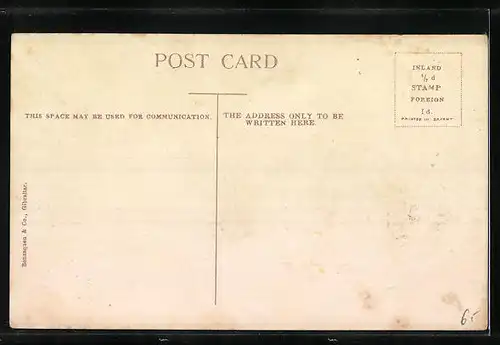 POST CARD
INLAND
½ d
STAMP
FOREIGN
1d.
PRINTED IN SAXONY
THIS SPACE MAY BE USED FOR COMMUNICATION.
THE ADDRESS ONLY TO BE
WRITTEN HERE.
Benzaquen & Co., Gibraltar.
6.-